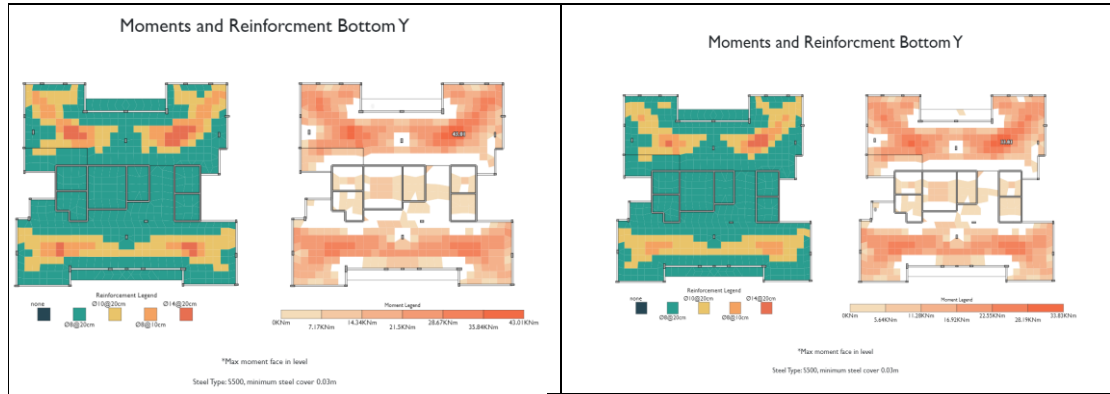 Moments and Reinforcment Bottom Y
Reinforcement Legend
none
Ø10@20cm
Ø14@20cm
Ø8@20cm
Ø8@10cm
Moment Legend
0KNm
7.17KNm
14.34KNm
21.5KNm
28.67KNm
35.84KNm
43.01KNm
*Max moment face in level
Steel Type: S500, minimum steel cover 0.03m
Moments and Reinforcment Bottom Y
Reinforcement Legend
none
Ø10@20cm
Ø14@20cm
Ø8@20cm
Ø8@10cm
Moment Legend
0KNm
5.64KNm
11.28KNm
16.92KNm
22.55KNm
28.19KNm
33.83KNm
*Max moment face in level
Steel Type: S500, minimum steel cover 0.03m